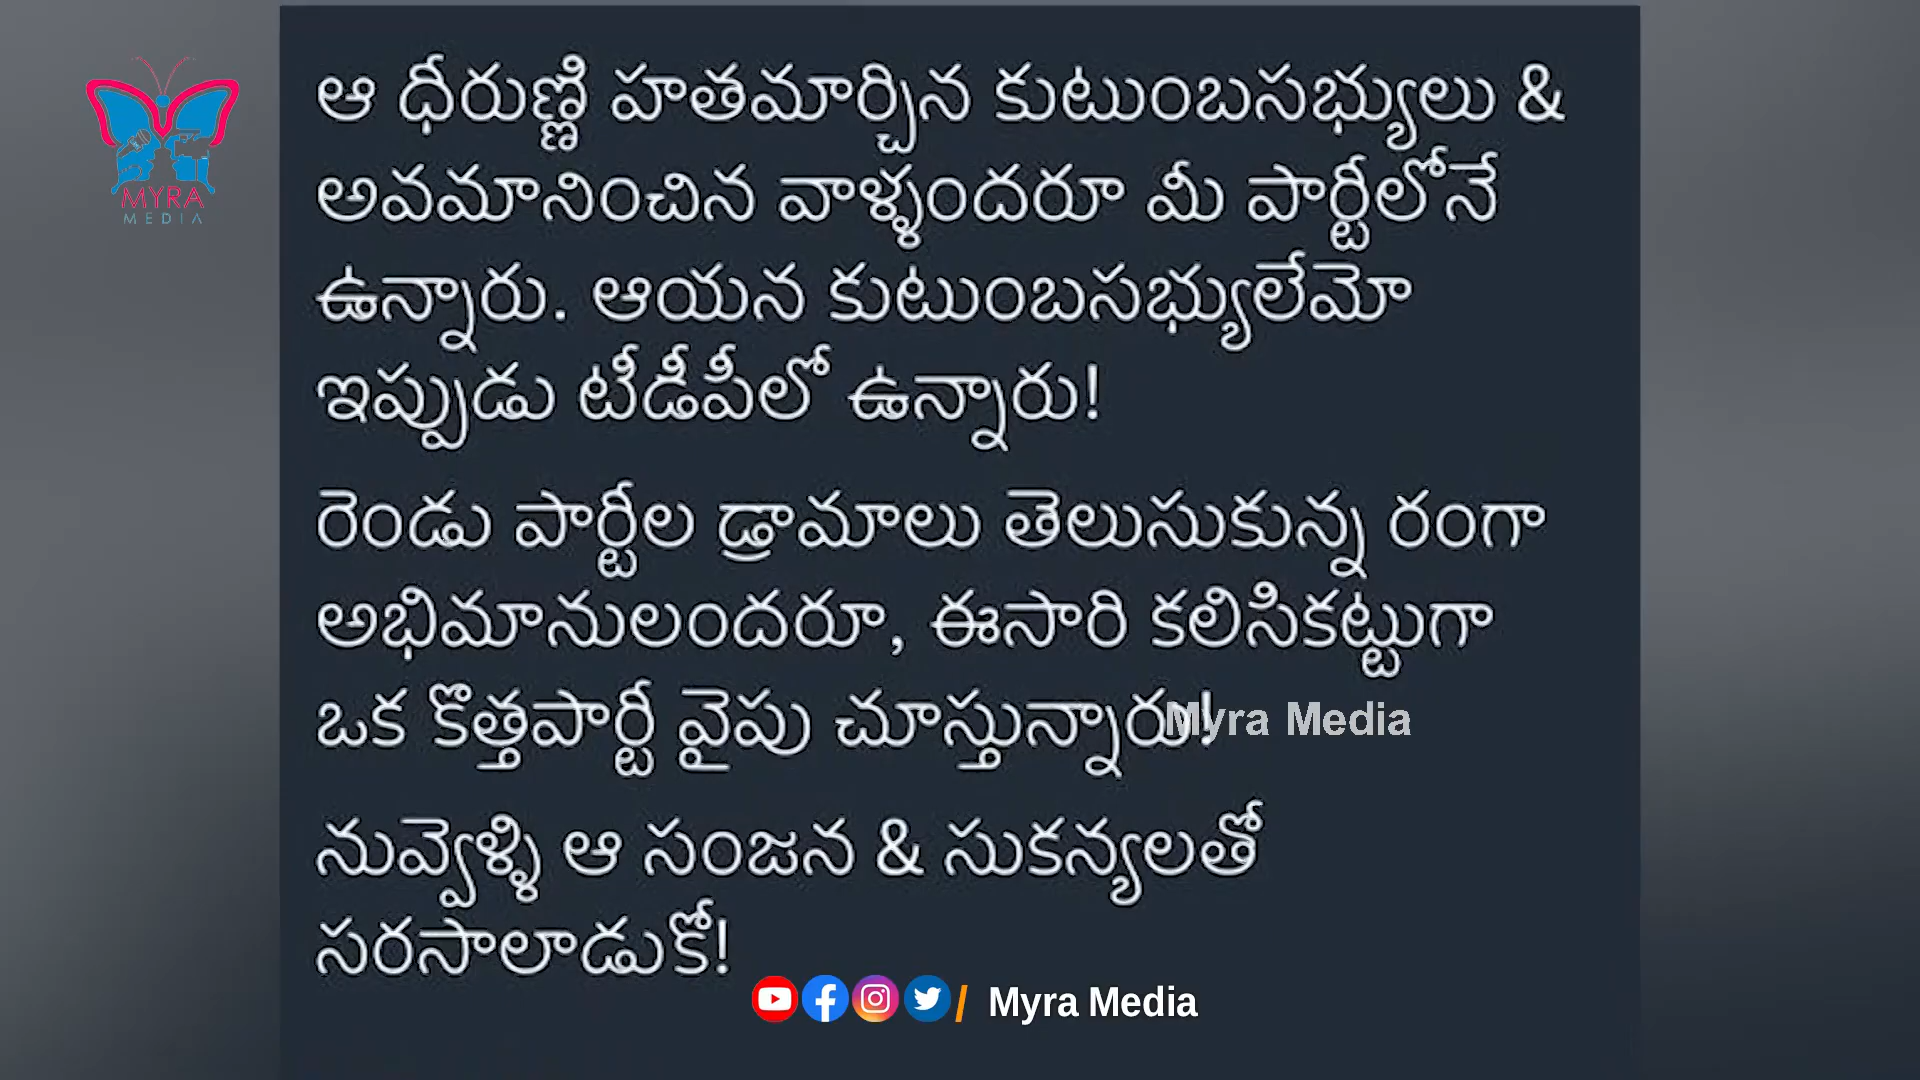 ఆ ధీరుణ్ణి హతమార్చిన కుటుంబసభ్యులు &
అవమానించిన వాళ్ళందరూ మీ పార్టీలోనే
ఉన్నారు. ఆయన కుటుంబసభ్యులేమో
ఇప్పుడు టీడీపీలో ఉన్నారు!
రెండు పార్టీల డ్రామాలు తెలుసుకున్న రంగా
అభిమానులందరూ, ఈసారి కలిసికట్టుగా
ఒక కొత్తపార్టీ వైపు చూస్తున్నారు!
Myra Media
నువ్వెళ్ళి ఆ సంజన & సుకన్యలతో
సరసాలాడుకో!
/ Myra Media
MYRA
MEDIA